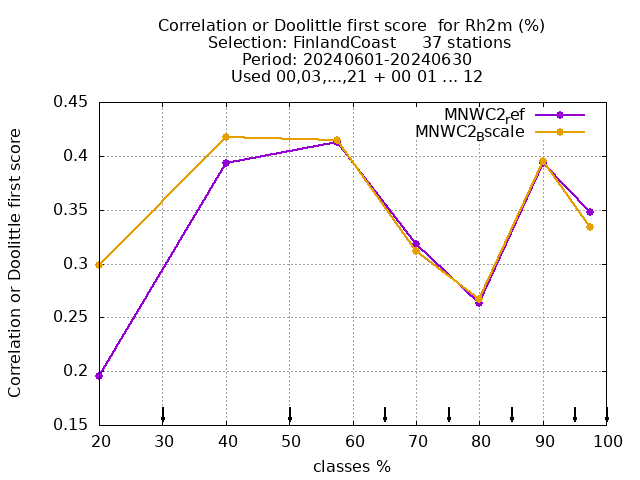 Correlation or Doolittle first score  for Rh2m (%)
Selection: FinlandCoast     37 stations
Period: 20240601-20240630
Used 00,03,...,21 + 00 01 ... 12
MNWC2ref
MNWC2Bscale
Correlation or Doolittle first score
0.45
0.4
0.35
0.3
0.25
0.2
0.15
20 30 40 50 60 70 80 90 100
classes %